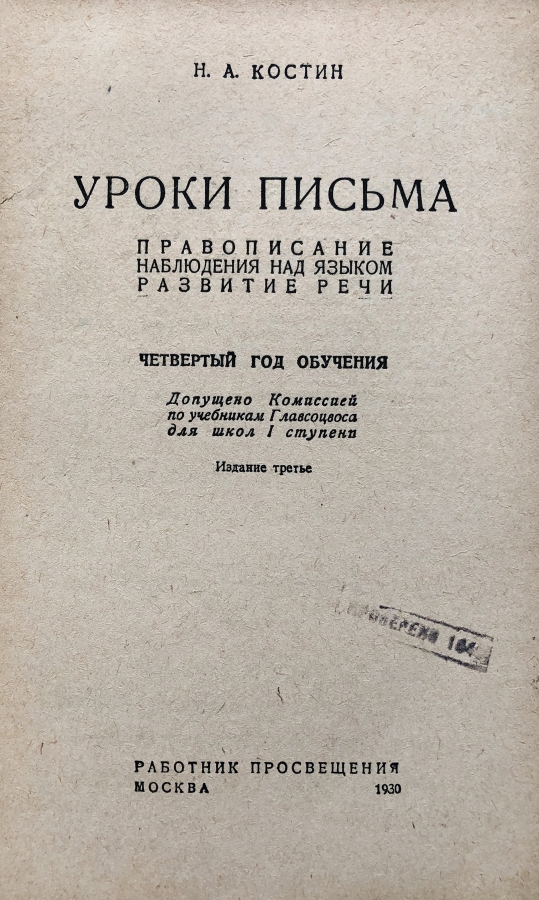 Н. А. КОСТИН
УРОКИ ПИСЬМА
ПРАВОПИСАНИЕ
НАБЛЮДЕНИЯ НАД ЯЗЫКОМ
РАЗВИТИЕ РЕЧИ
ЧЕТВЕРТЫЙ ГОД ОБУЧЕНИЯ
Допущено Комиссией
по учебникам Главсоцвоса
для школ I ступени
Издание третье
ПРОВЕРЕНО
РАБОТНИК ПРОСВЕЩЕНИЯ
МОСКВА 1930